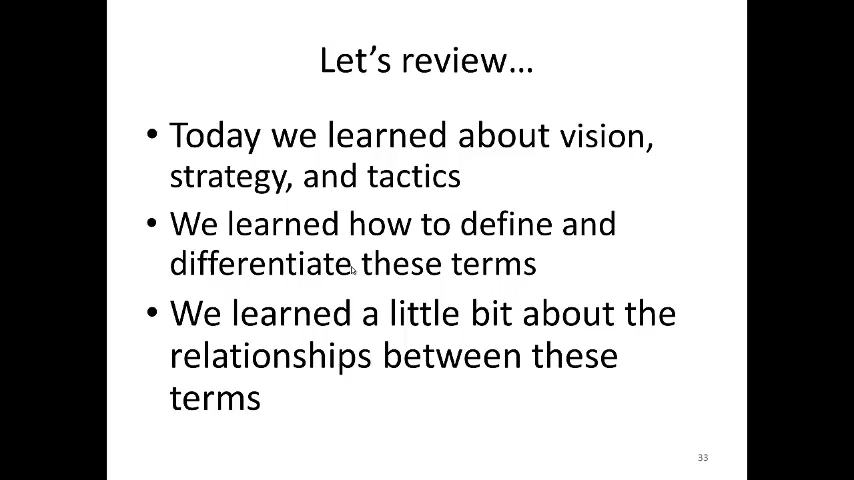 Let's review…
• Today we learned about vision,
strategy, and tactics
• We learned how to define and
differentiate these terms
• We learned a little bit about the
relationships between these
terms
33